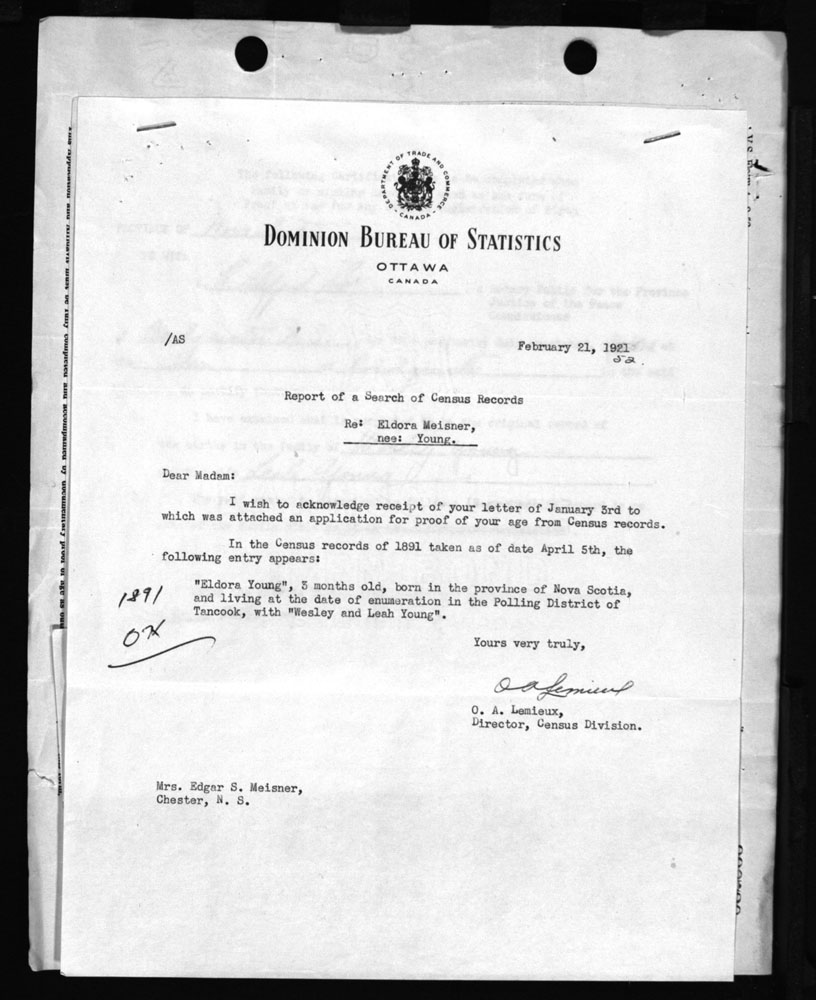 DEPARTMENT OF TRADE AND COMMERCE
CANADA
DOMINION BUREAU OF STATISTICS
OTTAWA
CANADA
/AS
February 21, 1921
52
Report of a Search of Census Records
Re: Eldora Meisner,
nee: Young.
Dear Madam:
I wish to acknowledge receipt of your letter of January 3rd to
which was attached an application for proof of your age from Census records.
In the Census records of 1891 taken as of date April 5th, the
following entry appears:
"Eldora Young", 3 months old, born in the province of Nova Scotia,
and living at the date of enumeration in the Polling District of
Tancook, with "Wesley and Leah Young".
1891
OK
Yours very truly,
O A Lemieux
O. A. Lemieux,
Director, Census Division.
Mrs. Edgar S. Meisner,
Chester, N. S.